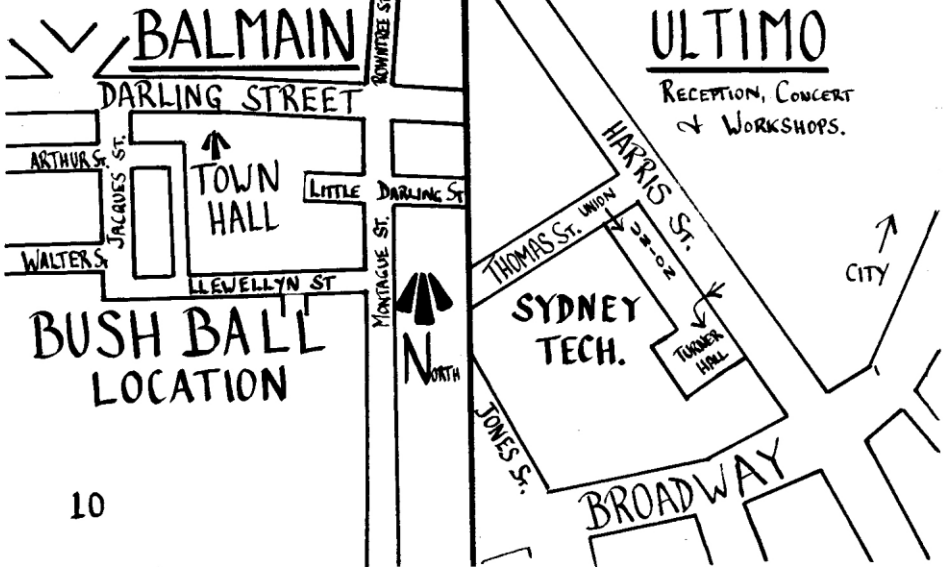 BALMAIN
ROWNTREE ST.
DARLING STREET
ARTHUR St.
JACQUES ST.
TOWN
HALL
LITTLE DARLING ST
WALTER St
LLEWELLYN ST
MONTAGUE ST.
BUSH BALL
LOCATION
NORTH
10
ULTIMO
RECEPTION, CONCERT
& WORKSHOPS.
HARRIS ST.
THOMAS ST.
UNION
UNION
CITY
SYDNEY
TECH.
TURNER
HALL
JONES ST.
BROADWAY